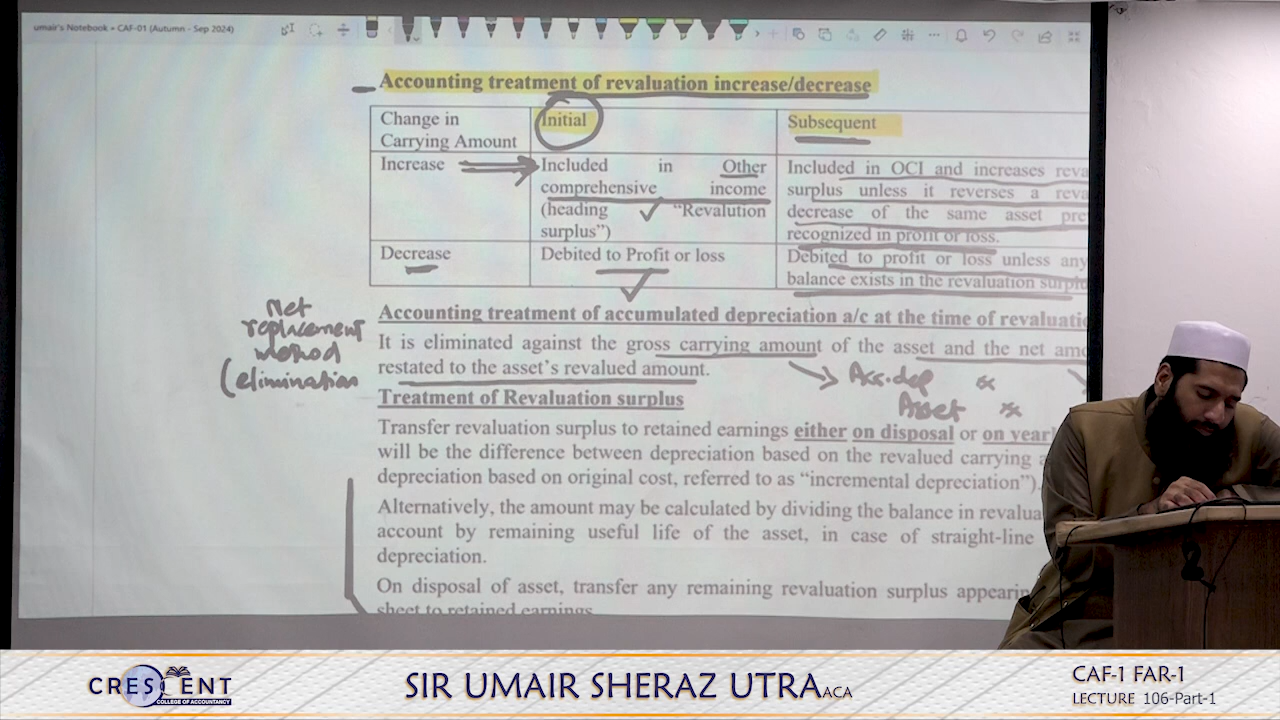 umair's Notebook » CAF-01 (Autumn - Sep 2024)
Accounting treatment of revaluation increase/decrease
Change in Carrying Amount
Initial
Subsequent
Increase
Included in Other
comprehensive income
(heading "Revalution
surplus")
Included in OCI and increases reva
surplus unless it reverses a reva
decrease of the same asset pre
recognized in profit or loss.
Decrease
Debited to Profit or loss
Debited to profit or loss unless any
balance exists in the revaluation surplu
Net
replacement
method
(elimination
Accounting treatment of accumulated depreciation a/c at the time of revaluati
It is eliminated against the gross carrying amount of the asset and the net amo
restated to the asset's revalued amount.
Acc.dep xx
Asset xx
Treatment of Revaluation surplus
Transfer revaluation surplus to retained earnings either on disposal or on year
will be the difference between depreciation based on the revalued carrying a
depreciation based on original cost, referred to as "incremental depreciation")
Alternatively, the amount may be calculated by dividing the balance in revalua
account by remaining useful life of the asset, in case of straight-line
depreciation.
On disposal of asset, transfer any remaining revaluation surplus appearin
sheet to retained earnings
CRESCENT
COLLEGE OF ACCOUNTANCY
SIR UMAIR SHERAZ UTRA ACA
CAF-1 FAR-1
LECTURE 106-Part-1